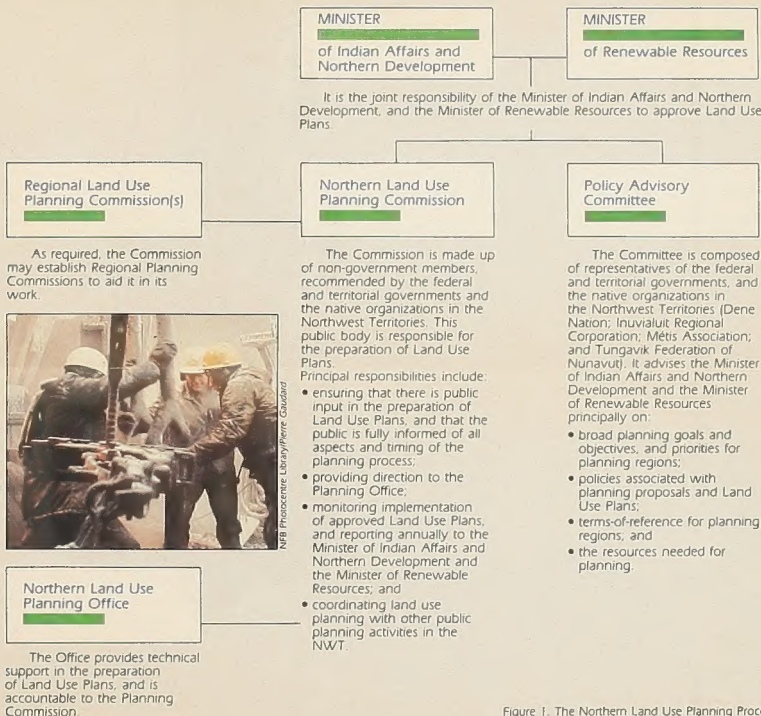 MINISTER
of Indian Affairs and
Northern Development
MINISTER
of Renewable Resources
It is the joint responsibility of the Minister of Indian Affairs and Northern
Development, and the Minister of Renewable Resources to approve Land Use
Plans.
Regional Land Use
Planning Commission(s)
As required, the Commission
may establish Regional Planning
Commissions to aid it in its
work.
NFB Photocentre Library/Pierre Gaudard
Northern Land Use
Planning Office
The Office provides technical
support in the preparation
of Land Use Plans, and is
accountable to the Planning
Commission.
Northern Land Use
Planning Commission
The Commission is made up
of non-government members,
recommended by the federal
and territorial governments and
the native organizations in the
Northwest Territories. This
public body is responsible for
the preparation of Land Use
Plans.
Principal responsibilities include:
• ensuring that there is public
input in the preparation of
Land Use Plans, and that the
public is fully informed of all
aspects and timing of the
planning process;
• providing direction to the
Planning Office;
• monitoring implementation
of approved Land Use Plans,
and reporting annually to the
Minister of Indian Affairs and
Northern Development and
the Minister of Renewable
Resources; and
• coordinating land use
planning with other public
planning activities in the
NWT.
Policy Advisory
Committee
The Committee is composed
of representatives of the federal
and territorial governments, and
the native organizations in
the Northwest Territories (Dene
Nation; Inuvialuit Regional
Corporation; Métis Association;
and Tungavik Federation of
Nunavut). It advises the Minister
of Indian Affairs and Northern
Development and the Minister
of Renewable Resources
principally on:
• broad planning goals and
objectives, and priorities for
planning regions;
• policies associated with
planning proposals and Land
Use Plans;
• terms-of-reference for planning
regions; and
• the resources needed for
planning.
Figure 1. The Northern Land Use Planning